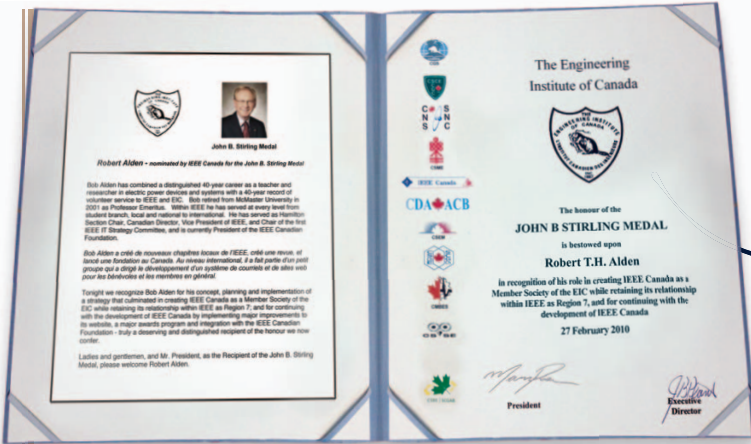 John B. Stirling Medal
Robert Alden - nominated by IEEE Canada for the John B. Stirling Medal
Bob Alden has combined a distinguished 40-year career as a teacher and
researcher in electric power devices and systems with a 40-year record of
volunteer service to IEEE and EIC. Bob retired from McMaster University in
2001 as Professor Emeritus. Within IEEE he has served at every level from
student branch, local and national to international. He has served as Hamilton
Section Chair, Canadian Director, Vice President of IEEE, and Chair of the first
IEEE IT Strategy Committee, and is currently President of the IEEE Canadian
Foundation.
Bob Alden a créé de nouveaux chapitres locaux de l'IEEE, créé une revue, et
lancé une fondation au Canada. Au niveau international, il a fait partie d'un petit
groupe qui a dirigé le développement d'un système de courriels et de sites web
pour les bénévoles et les membres en général.
Tonight we recognize Bob Alden for his concept, planning and implementation of
a strategy that culminated in creating IEEE Canada as a Member Society of the
EIC while retaining its relationship within IEEE as Region 7; and for continuing
with the development of IEEE Canada by implementing major improvements to
its website, a major awards program and integration with the IEEE Canadian
Foundation - truly a deserving and distinguished recipient of the honour we now
confer.
Ladies and gentlemen, and Mr. President, as the Recipient of the John B. Stirling
Medal, please welcome Robert Alden.
C N S
N S C
IEEE Canada
CDA ACB
The Engineering
Institute of Canada
THE
ENGINEERING INSTITUTE
OF CANADA
The honour of the
JOHN B STIRLING MEDAL
is bestowed upon
Robert T.H. Alden
in recognition of his role in creating IEEE Canada as a
Member Society of the EIC while retaining its relationship
within IEEE as Region 7, and for continuing with the
development of IEEE Canada
27 February 2010
President
Executive
Director